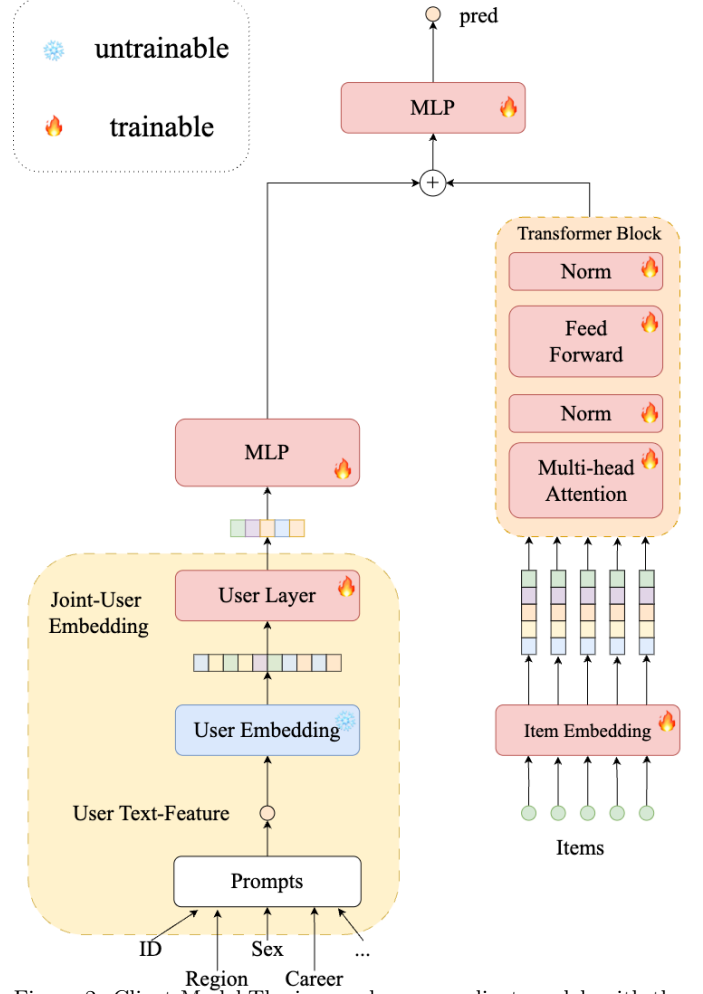 untrainable
trainable
pred
MLP
+
Transformer Block
Norm
Feed
Forward
Norm
Multi-head
Attention
MLP
Joint-User
Embedding
User Layer
User Embedding
Item Embedding
User Text-Feature
Items
Prompts
ID
Sex
...
Region
Career